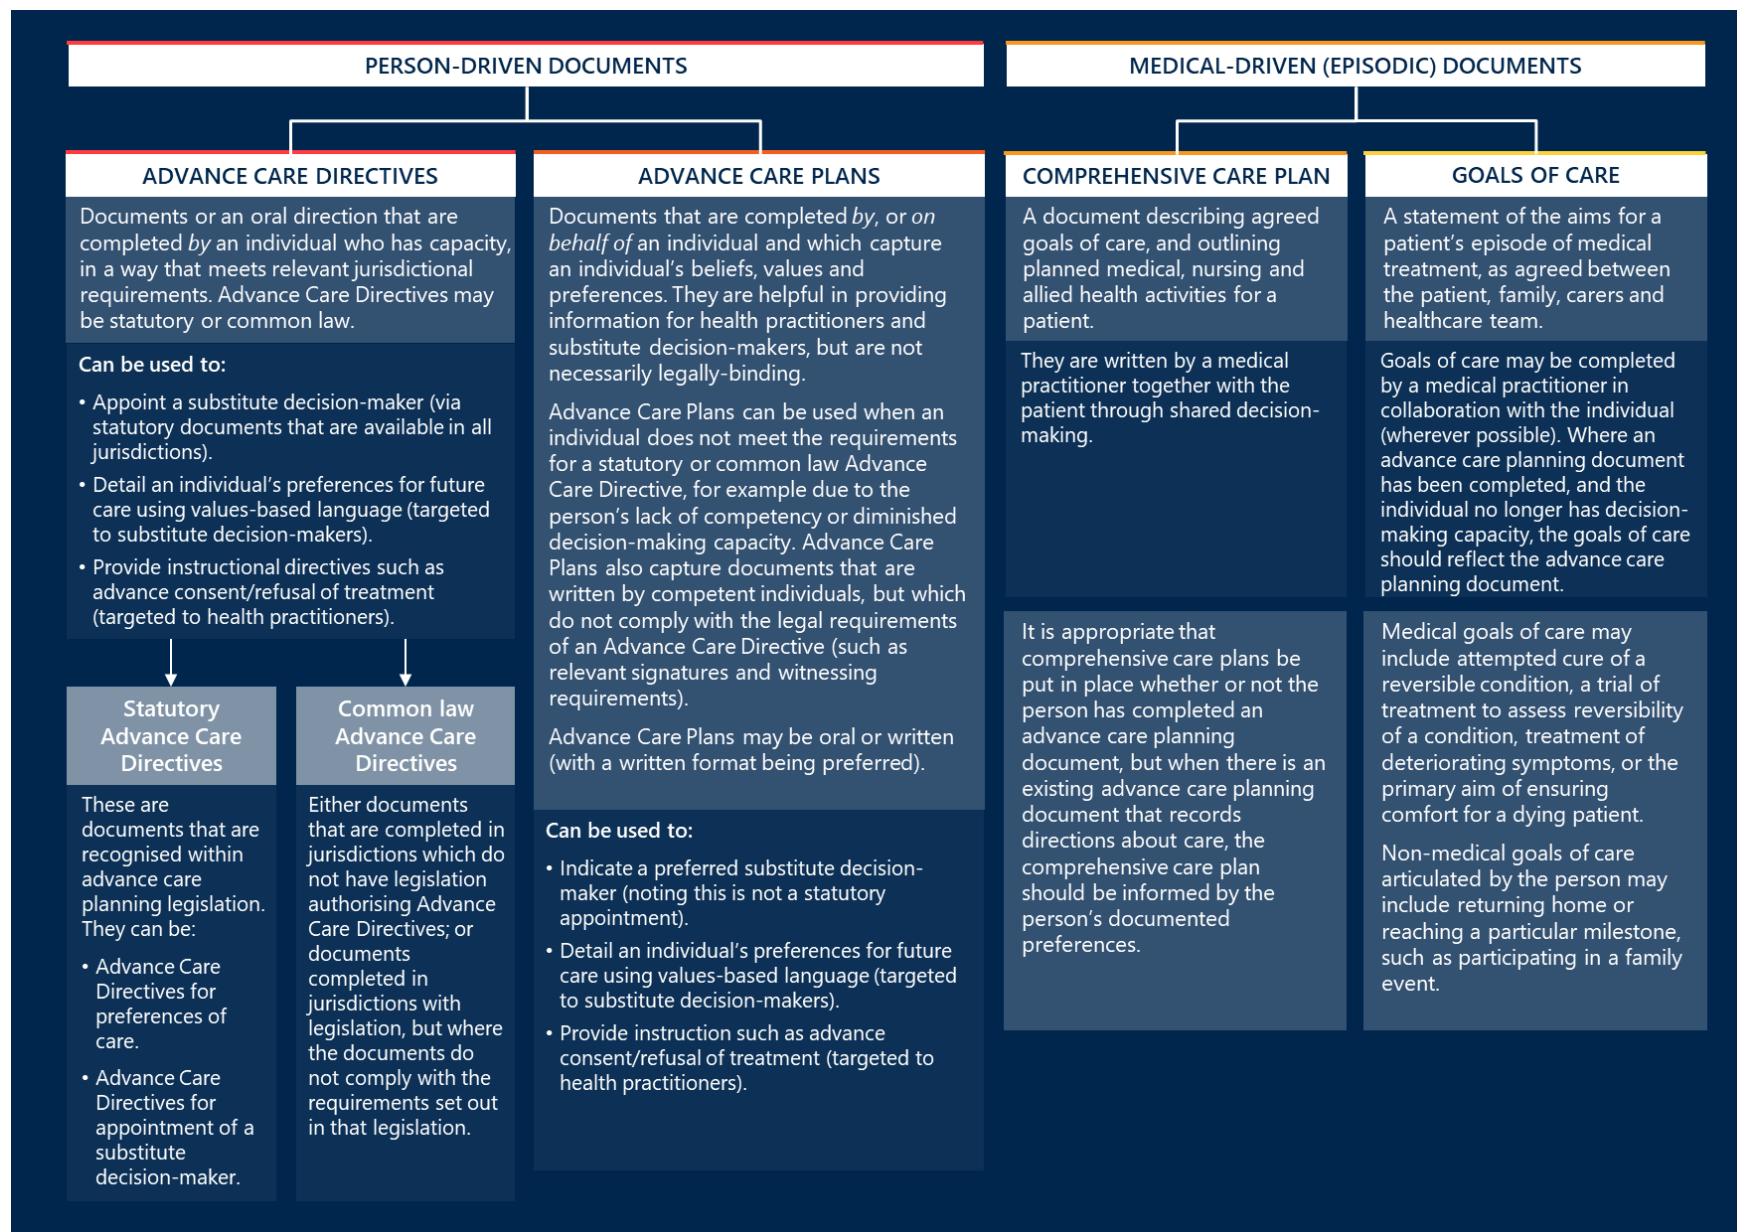 PERSON-DRIVEN DOCUMENTS
ADVANCE CARE DIRECTIVES
Documents or an oral direction that are
completed by an individual who has capacity,
in a way that meets relevant jurisdictional
requirements. Advance Care Directives may
be statutory or common law.
Can be used to:
• Appoint a substitute decision-maker (via
statutory documents that are available in all
jurisdictions).
• Detail an individual’s preferences for future
care using values-based language (targeted
to substitute decision-makers).
• Provide instructional directives such as
advance consent/refusal of treatment
(targeted to health practitioners).
Statutory
Advance Care
Directives
These are
documents that are
recognised within
advance care
planning legislation.
They can be:
• Advance Care
Directives for
preferences of
care.
• Advance Care
Directives for
appointment of a
substitute
decision-maker.
Common law
Advance Care
Directives
Either documents
that are completed in
jurisdictions which do
not have legislation
authorising Advance
Care Directives; or
documents
completed in
jurisdictions with
legislation, but where
the documents do
not comply with the
requirements set out
in that legislation.
ADVANCE CARE PLANS
Documents that are completed by, or on
behalf of an individual and which capture
an individual’s beliefs, values and
preferences. They are helpful in providing
information for health practitioners and
substitute decision-makers, but are not
necessarily legally-binding.
Advance Care Plans can be used when an
individual does not meet the requirements
for a statutory or common law Advance
Care Directive, for example due to the
person’s lack of competency or diminished
decision-making capacity. Advance Care
Plans also capture documents that are
written by competent individuals, but which
do not comply with the legal requirements
of an Advance Care Directive (such as
relevant signatures and witnessing
requirements).
Advance Care Plans may be oral or written
(with a written format being preferred).
Can be used to:
• Indicate a preferred substitute decision-
maker (noting this is not a statutory
appointment).
• Detail an individual’s preferences for future
care using values-based language (targeted
to substitute decision-makers).
• Provide instruction such as advance
consent/refusal of treatment (targeted to
health practitioners).
MEDICAL-DRIVEN (EPISODIC) DOCUMENTS
COMPREHENSIVE CARE PLAN
A document describing agreed
goals of care, and outlining
planned medical, nursing and
allied health activities for a
patient.
They are written by a medical
practitioner together with the
patient through shared decision-
making.
It is appropriate that
comprehensive care plans be
put in place whether or not the
person has completed an
advance care planning
document, but when there is an
existing advance care planning
document that records
directions about care, the
comprehensive care plan
should be informed by the
person’s documented
preferences.
GOALS OF CARE
A statement of the aims for a
patient’s episode of medical
treatment, as agreed between
the patient, family, carers and
healthcare team.
Goals of care may be completed
by a medical practitioner in
collaboration with the individual
(wherever possible). Where an
advance care planning document
has been completed, and the
individual no longer has decision-
making capacity, the goals of care
should reflect the advance care
planning document.
Medical goals of care may
include attempted cure of a
reversible condition, a trial of
treatment to assess reversibility
of a condition, treatment of
deteriorating symptoms, or the
primary aim of ensuring
comfort for a dying patient.
Non-medical goals of care
articulated by the person may
include returning home or
reaching a particular milestone,
such as participating in a family
event.